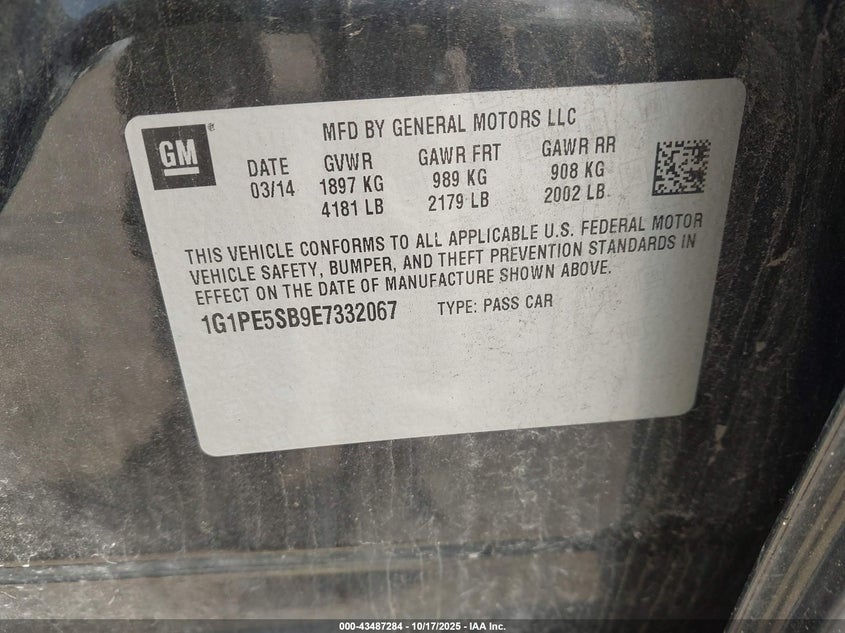 GM®
MFD BY GENERAL MOTORS LLC
DATE GVWR GAWR FRT GAWR RR
03/14 1897 KG 989 KG 908 KG
4181 LB 2179 LB 2002 LB
THIS VEHICLE CONFORMS TO ALL APPLICABLE U.S. FEDERAL MOTOR
VEHICLE SAFETY, BUMPER, AND THEFT PREVENTION STANDARDS IN
EFFECT ON THE DATE OF MANUFACTURE SHOWN ABOVE.
1G1PE5SB9E7332067 TYPE: PASS CAR
000-43487284 - 10/17/2025 - IAA Inc.